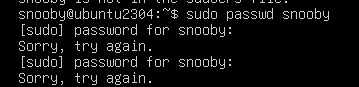 snooby is not in the sudoers file.
snooby@ubuntu2304:~$ sudo passwd snooby
[sudo] password for snooby:
Sorry, try again.
[sudo] password for snooby:
Sorry, try again.